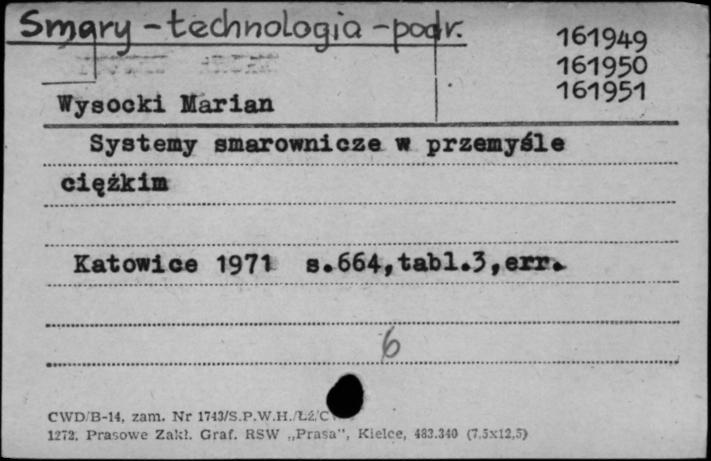 Smary - technologia - podr.
161949
161950
161951
Wysocki Marian
Systemy smarownicze w przemyśle
ciężkim
Katowice 1971 s.664,tabl.3,err.
6
CWD/B-14, zam. Nr 1743/S.P.W.H./Łź/C
1272. Prasowe Zakł. Graf. RSW „Prasa", Kielce, 483.340 (7,5x12,5)